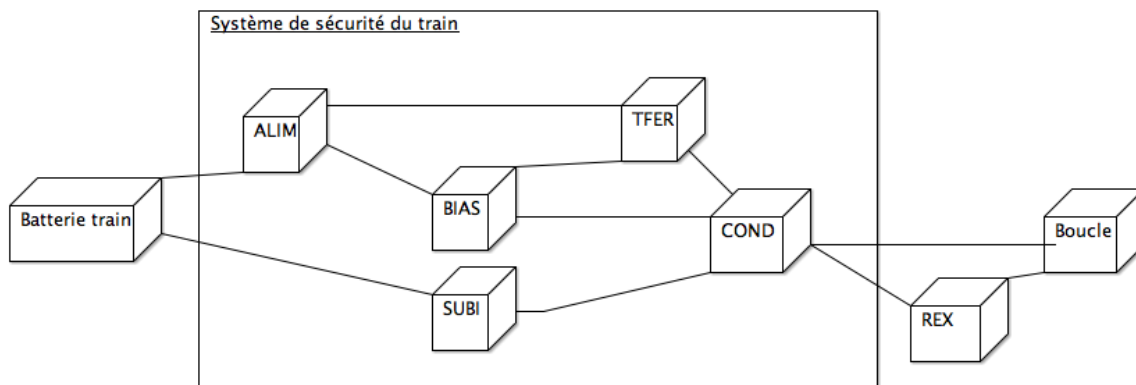 Système de sécurité du train
ALIM
TFER
Batterie train
BIAS
COND
Boucle
SUBI
REX